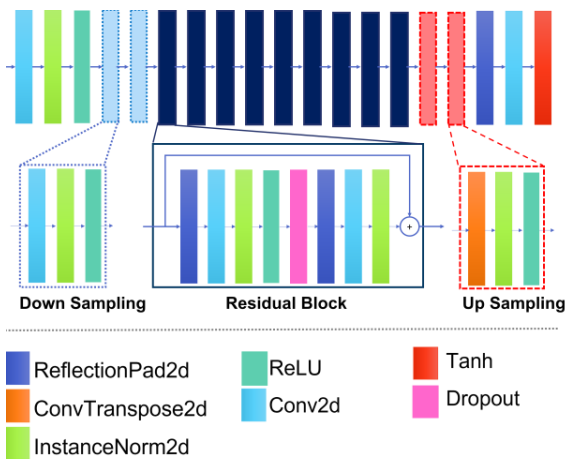 +
Down Sampling
Residual Block
Up Sampling
ReflectionPad2d
ReLU
Tanh
ConvTranspose2d
Conv2d
Dropout
InstanceNorm2d